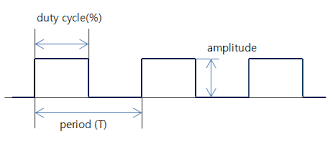 duty cycle(%)
amplitude
period (T)